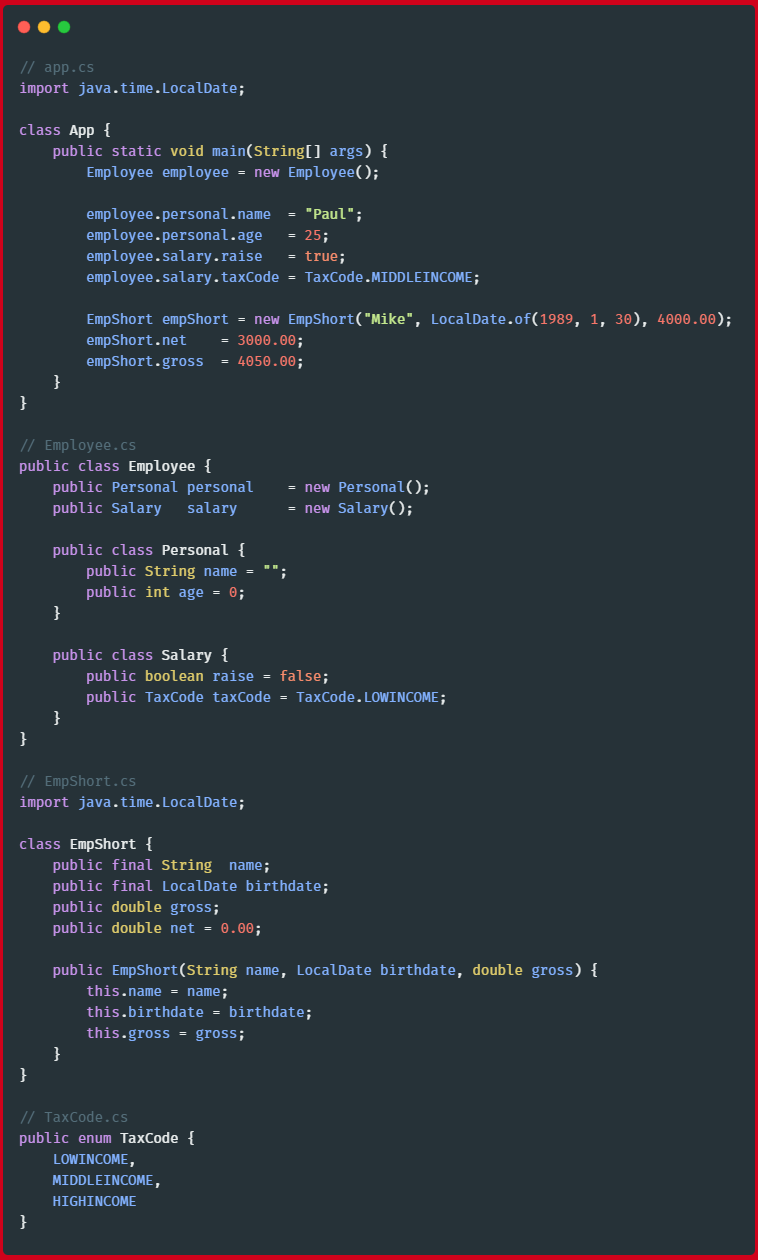 // app.cs
import java.time.LocalDate;

class App {
    public static void main(String[] args) {
        Employee employee = new Employee();

        employee.personal.name  = "Paul";
        employee.personal.age   = 25;
        employee.salary.raise   = true;
        employee.salary.taxCode = TaxCode.MIDDLEINCOME;

        EmpShort empShort = new EmpShort("Mike", LocalDate.of(1989, 1, 30), 4000.00);
        empShort.net    = 3000.00;
        empShort.gross  = 4050.00;
    }
}

// Employee.cs
public class Employee {
    public Personal personal    = new Personal();
    public Salary   salary      = new Salary();

    public class Personal {
        public String name = "";
        public int age = 0;
    }

    public class Salary {
        public boolean raise = false;
        public TaxCode taxCode = TaxCode.LOWINCOME;
    }
}

// EmpShort.cs
import java.time.LocalDate;

class EmpShort {
    public final String  name;
    public final LocalDate birthdate;
    public double gross;
    public double net = 0.00;

    public EmpShort(String name, LocalDate birthdate, double gross) {
        this.name = name;
        this.birthdate = birthdate;
        this.gross = gross;
    }
}

// TaxCode.cs
public enum TaxCode {
    LOWINCOME,
    MIDDLEINCOME,
    HIGHINCOME
}